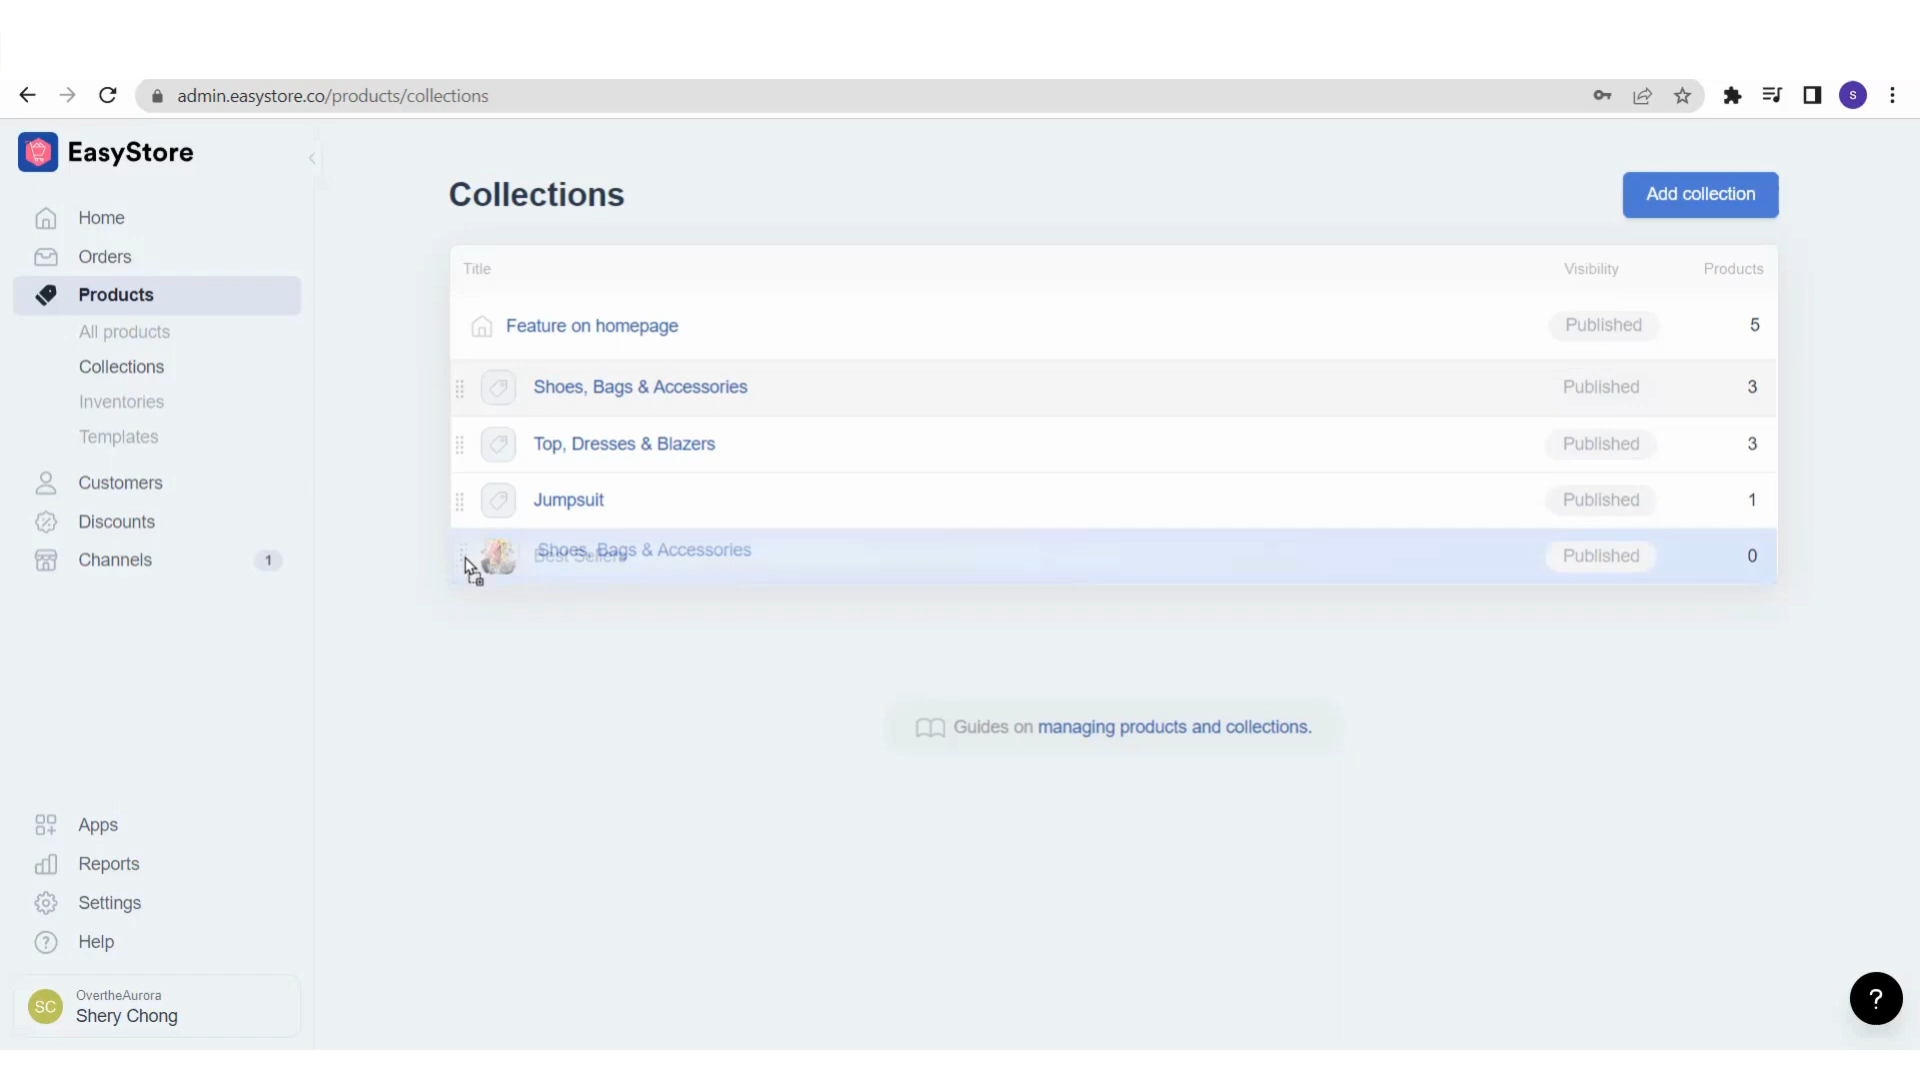 admin.easystore.co/products/collections
S
EasyStore
Home
Orders
Products
All products
Collections
Inventories
Templates
Customers
Discounts
Channels 1
Apps
Reports
Settings
Help
SC
OvertheAurora
Shery Chong
Collections
Add collection
Title Visibility Products
Feature on homepage Published 5
Shoes, Bags & Accessories Published 3
Top, Dresses & Blazers Published 3
Jumpsuit Published 1
Shoes, Bags & Accessories
Best Sellers Published 0
Guides on managing products and collections.
?